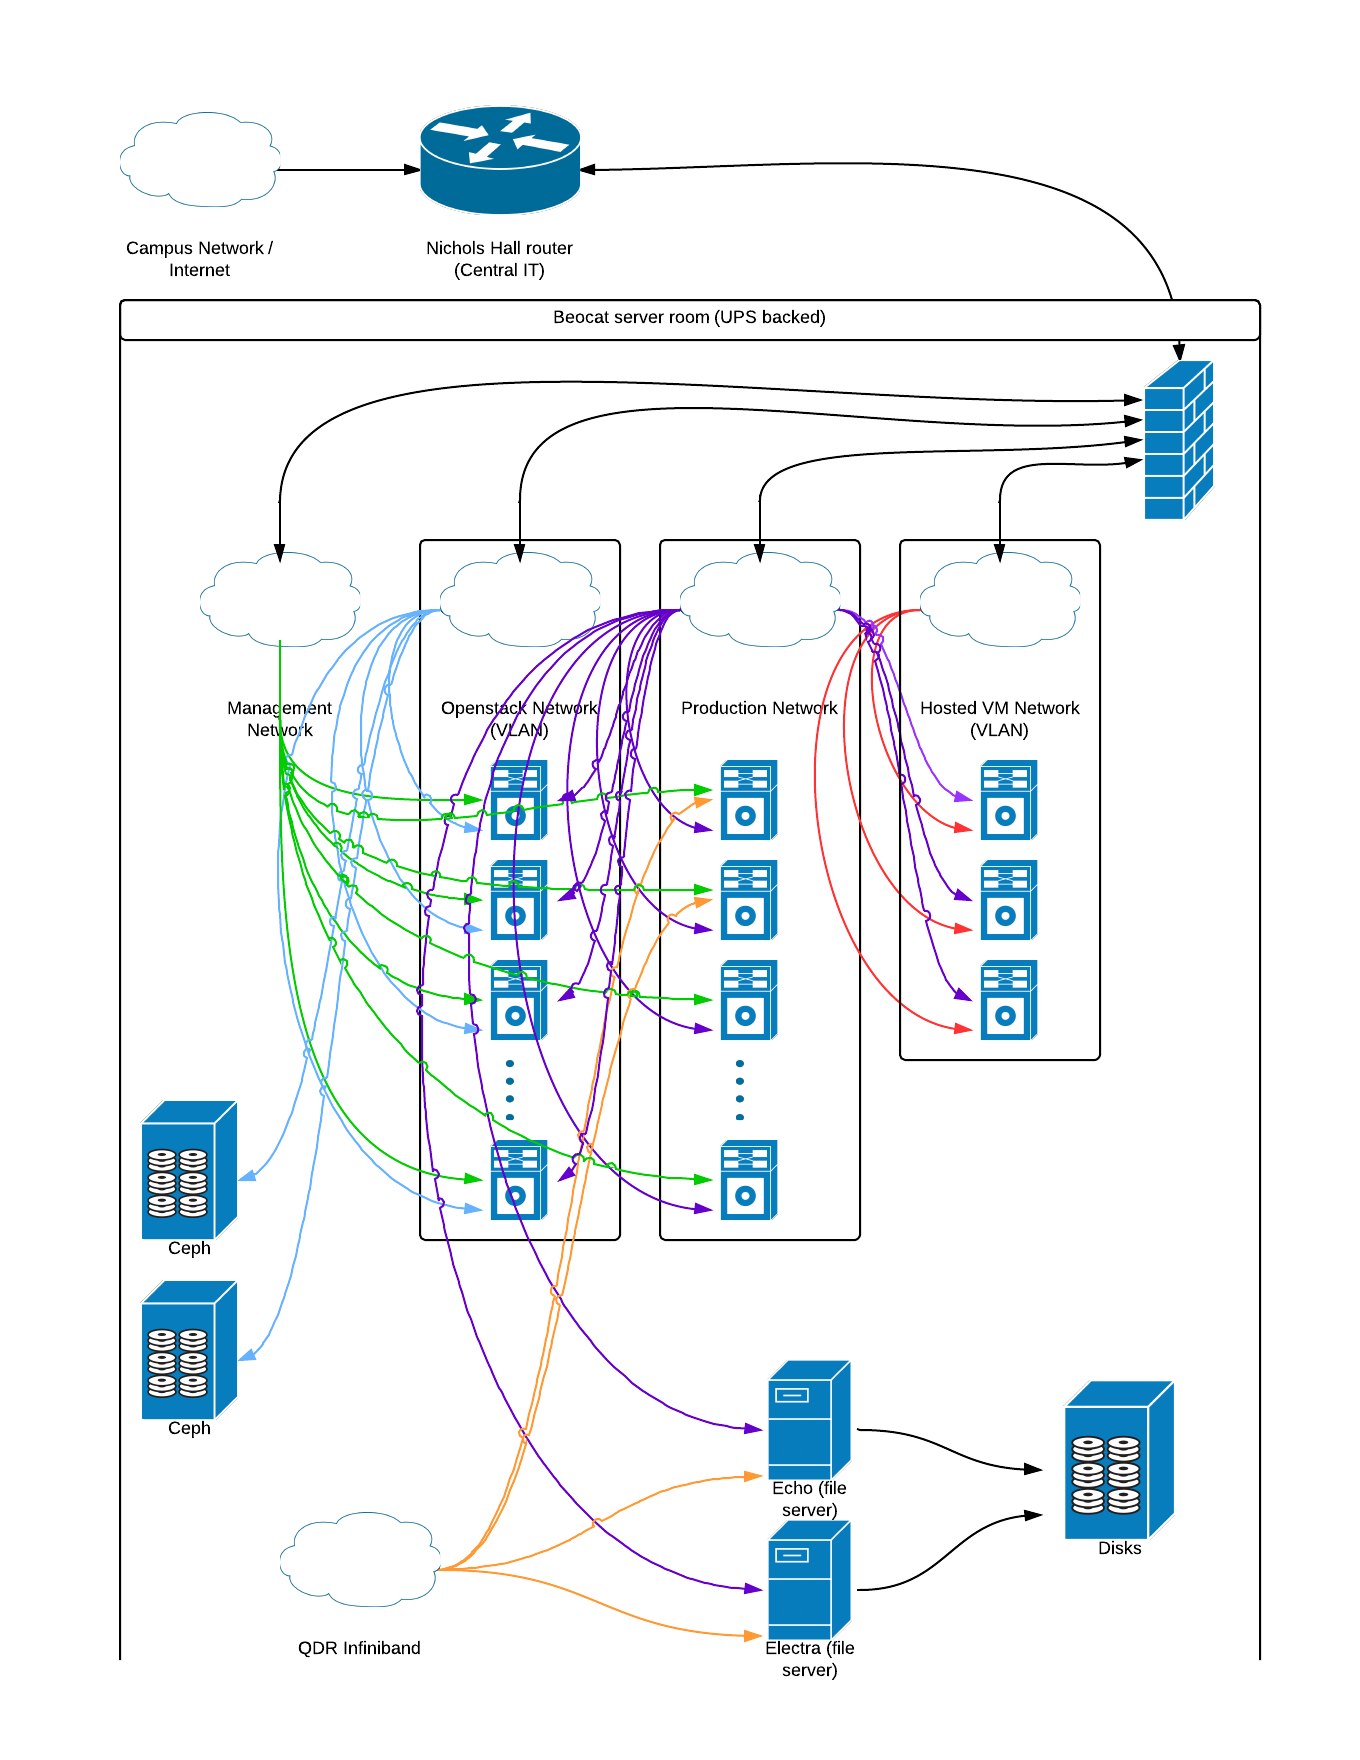 Campus Network /
Internet
Nichols Hall router
(Central IT)
Beocat server room (UPS backed)
Management
Network
Openstack Network
(VLAN)
Production Network
Hosted VM Network
(VLAN)
Ceph
Ceph
Echo (file
server)
Disks
QDR Infiniband
Electra (file
server)